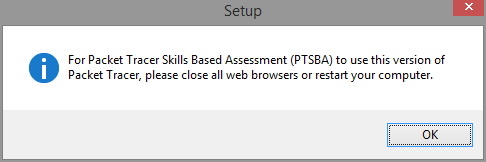 Setup
For Packet Tracer Skills Based Assessment (PTSBA) to use this version of
Packet Tracer, please close all web browsers or restart your computer.
OK